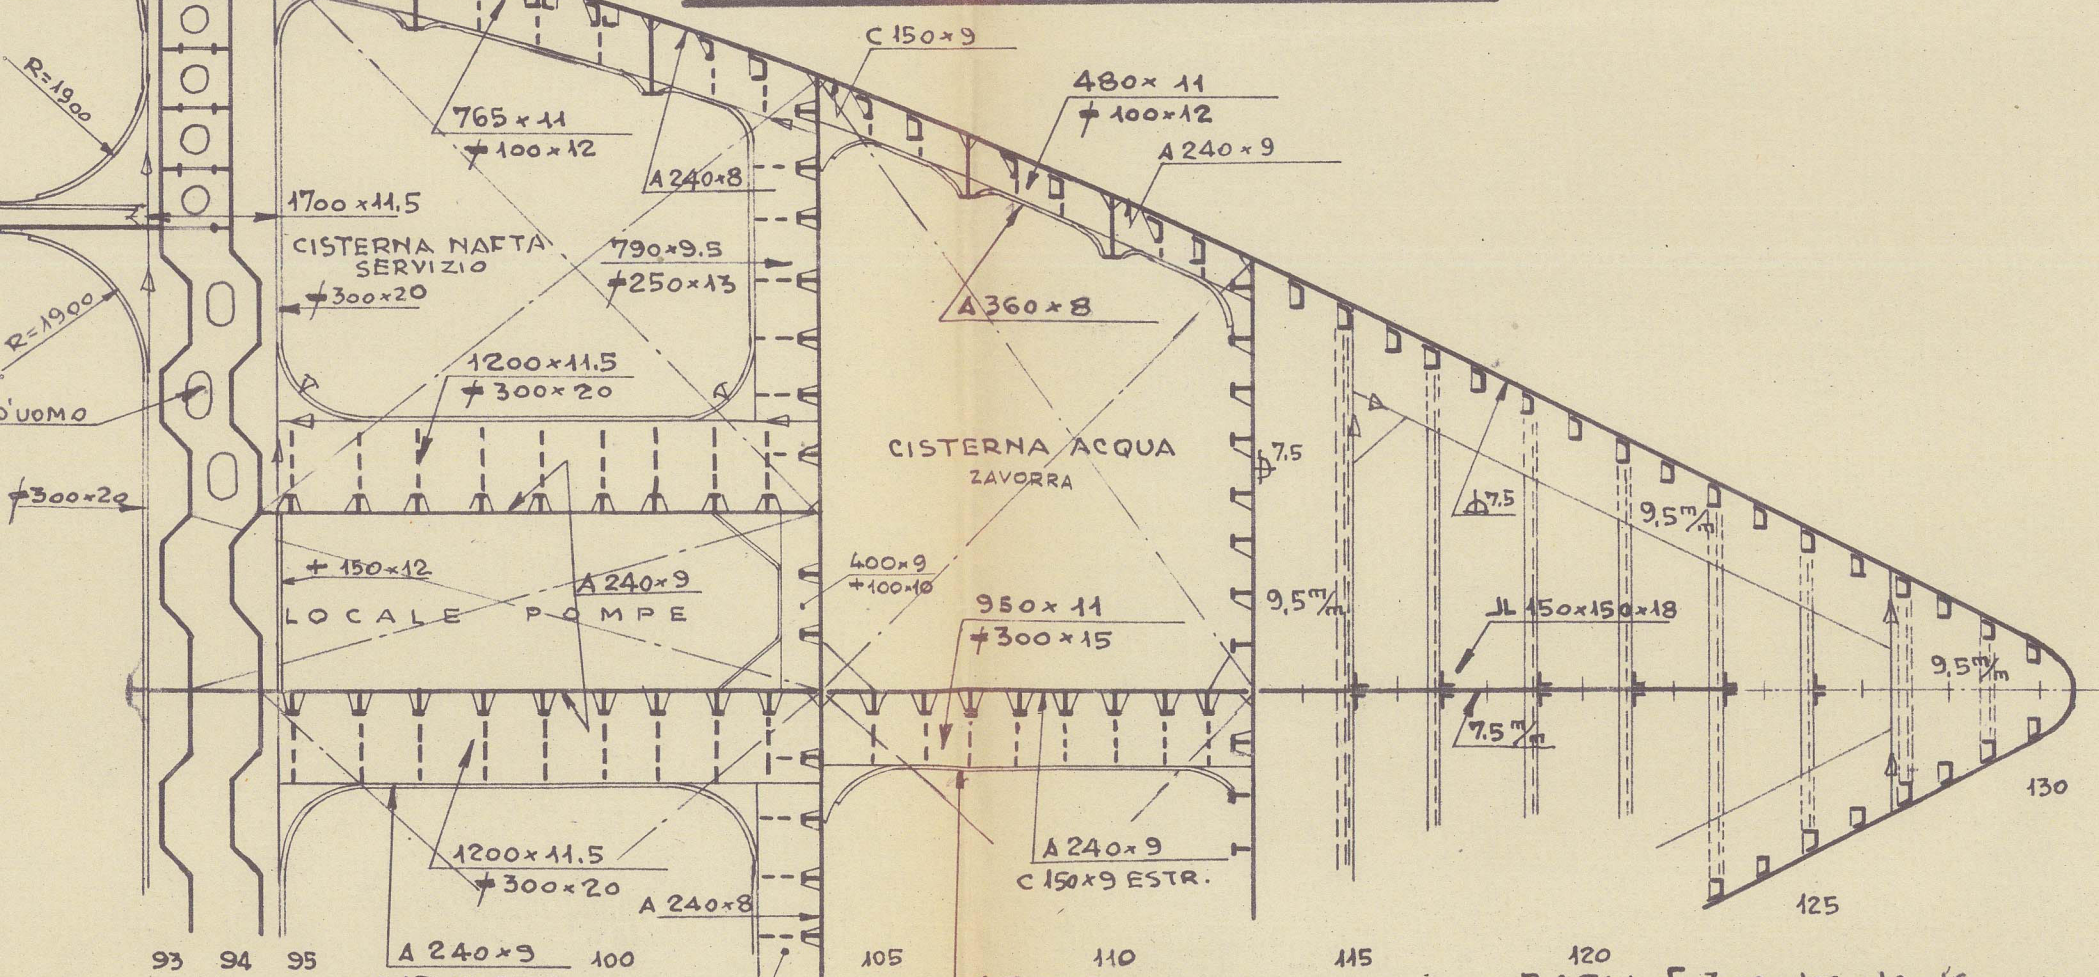 C 150×9
480× 11
⌿ 100×12
A 240×9
R=1900
765×11
⌿ 100×12
A 240×8
1700×11.5
CISTERNA NAFTA
SERVIZIO
⌿300×20
790×9.5
⌿250×13
A 360×8
R=1900
1200×11.5
⌿ 300×20
D'UOMO
⌿300×20
CISTERNA ACQUA
ZAVORRA
7.5
7.5
9,5 m/m
+ 150×12
A 240×9
LOCALE POMPE
400×9
+100×10
950×11
⌿300×15
9,5 m/m
JL 150×150×18
9.5 m/m
7.5 m/m
130
1200×11.5
⌿ 300×20
A 240×8
A 240×9
C 150×9 ESTR.
125
A 240×9
93 94 95 100 105 110 115 120